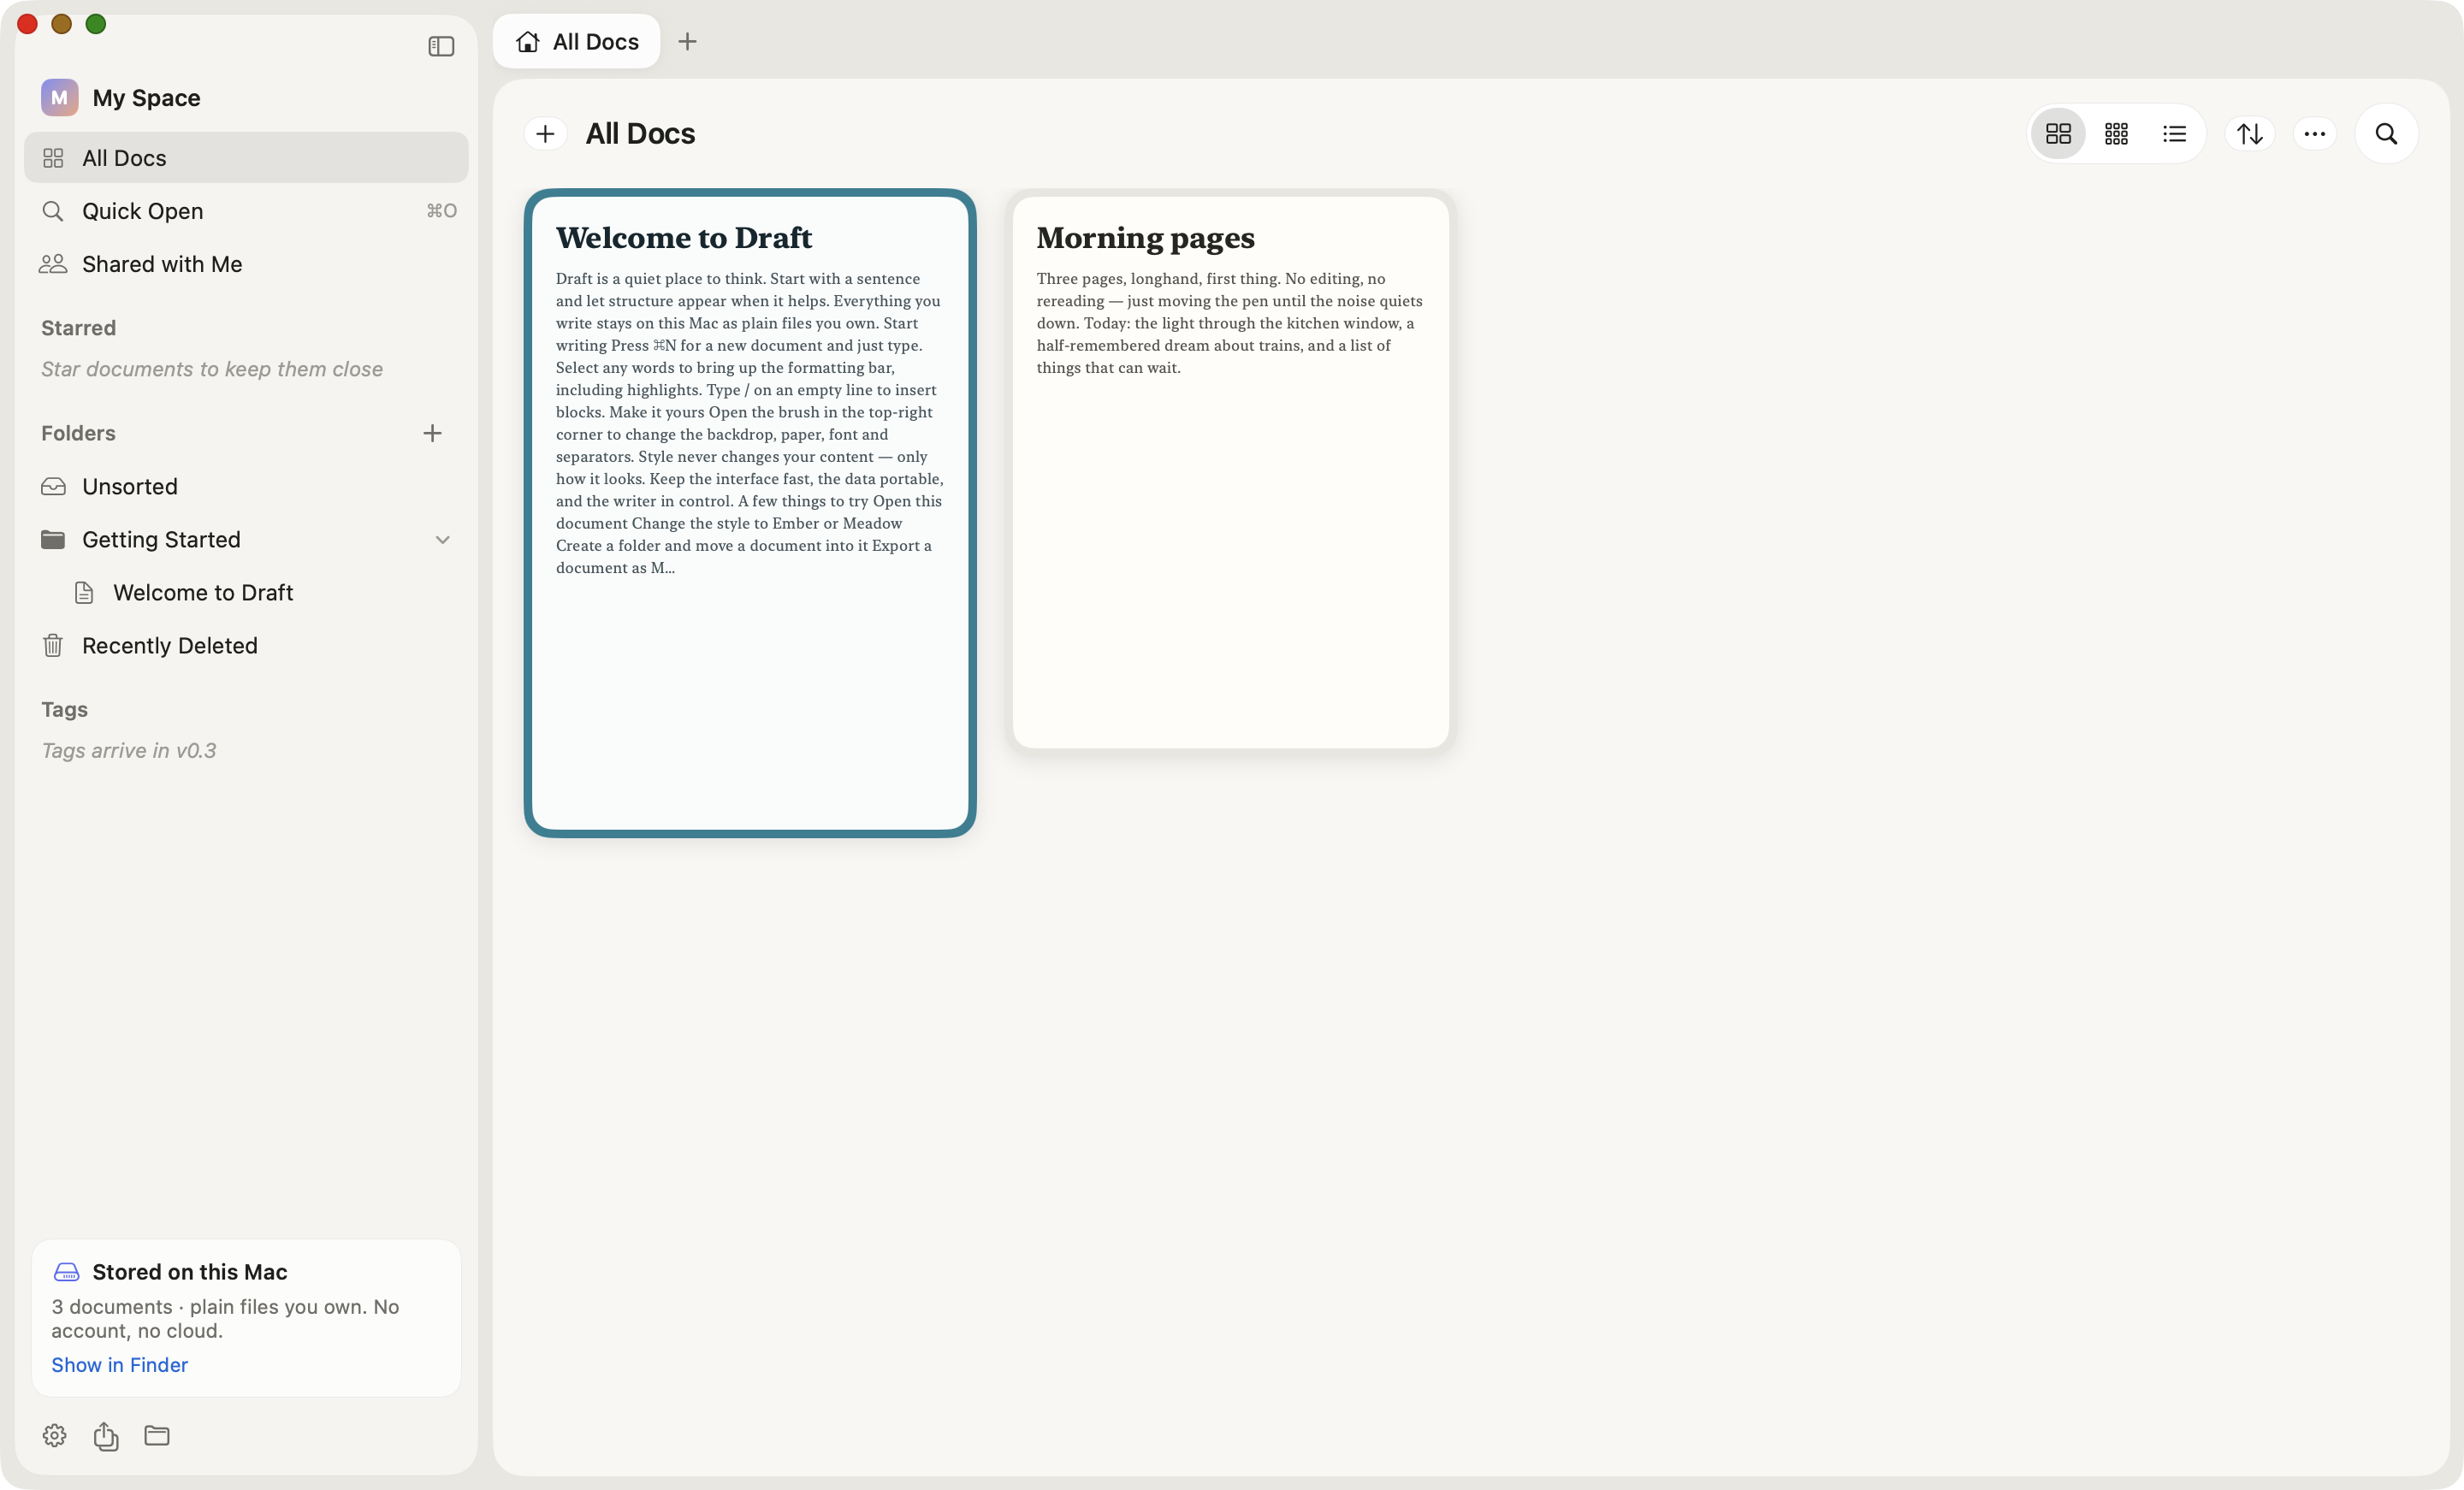 All Docs
M My Space
All Docs
Quick Open ⌘O
Shared with Me
Starred
Star documents to keep them close
Folders
Unsorted
Getting Started
Welcome to Draft
Recently Deleted
Tags
Tags arrive in v0.3
Stored on this Mac
3 documents · plain files you own. No
account, no cloud.
Show in Finder
All Docs
Welcome to Draft
Draft is a quiet place to think. Start with a sentence
and let structure appear when it helps. Everything you
write stays on this Mac as plain files you own. Start
writing Press ⌘N for a new document and just type.
Select any words to bring up the formatting bar,
including highlights. Type / on an empty line to insert
blocks. Make it yours Open the brush in the top-right
corner to change the backdrop, paper, font and
separators. Style never changes your content — only
how it looks. Keep the interface fast, the data portable,
and the writer in control. A few things to try Open this
document Change the style to Ember or Meadow
Create a folder and move a document into it Export a
document as M...
Morning pages
Three pages, longhand, first thing. No editing, no
rereading — just moving the pen until the noise quiets
down. Today: the light through the kitchen window, a
half-remembered dream about trains, and a list of
things that can wait.